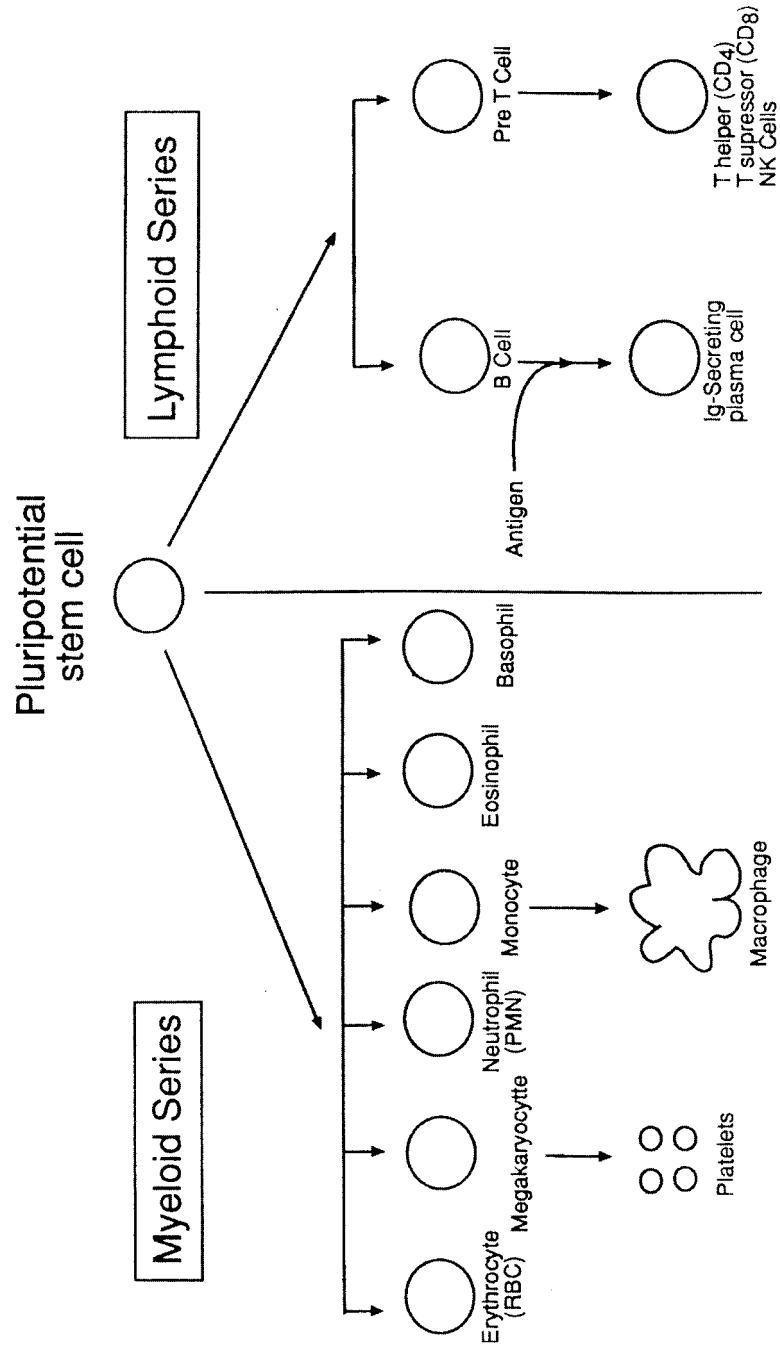 Pluripotential
stem cell
Myeloid Series
Lymphoid Series
Erythrocyte
(RBC)
Megakaryocytte
Neutrophil
(PMN)
Monocyte
Eosinophil
Basophil
B Cell
Pre T Cell
Antigen
Platelets
Macrophage
Ig-Secreting
plasma cell
T helper (CD4)
T supressor (CD8)
NK Cells